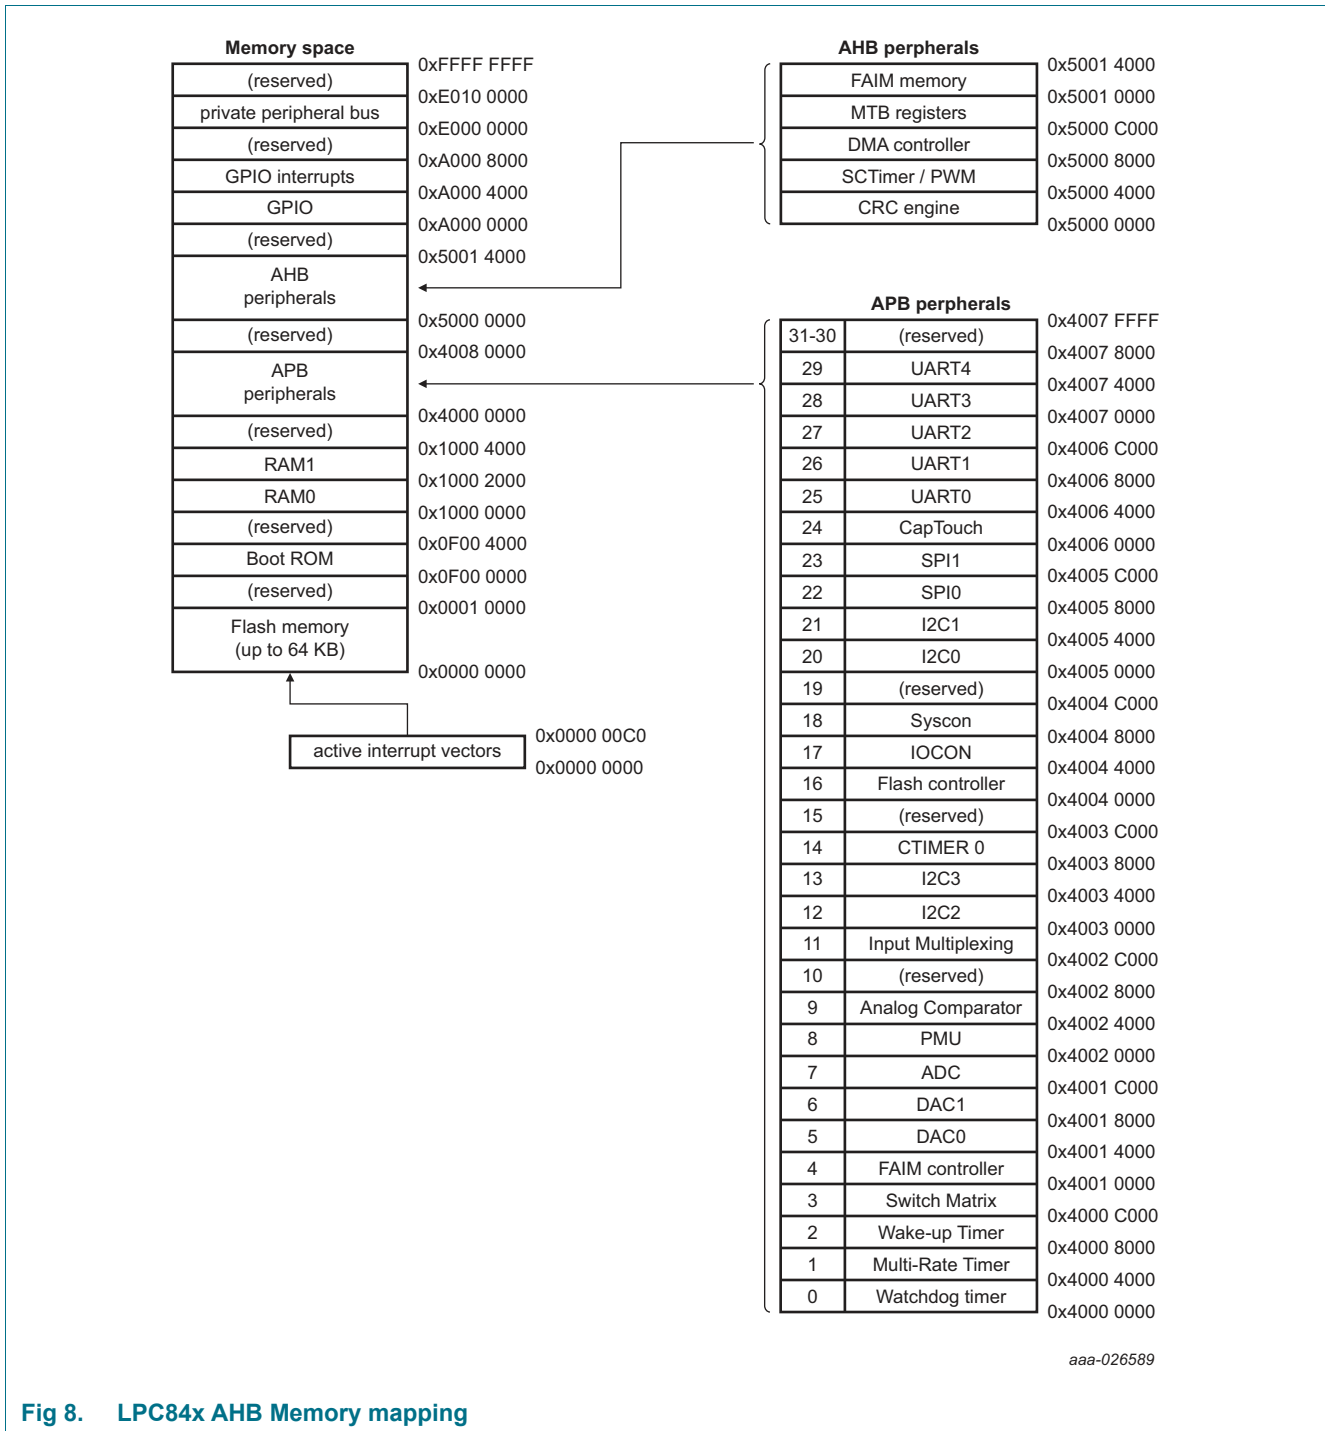 Memory space
0xFFFF FFFF
(reserved)
0xE010 0000
private peripheral bus
0xE000 0000
(reserved)
0xA000 8000
GPIO interrupts
0xA000 4000
GPIO
0xA000 0000
(reserved)
0x5001 4000
AHB
peripherals
0x5000 0000
(reserved)
0x4008 0000
APB
peripherals
0x4000 0000
(reserved)
0x1000 4000
RAM1
0x1000 2000
RAM0
0x1000 0000
(reserved)
0x0F00 4000
Boot ROM
0x0F00 0000
(reserved)
0x0001 0000
Flash memory
(up to 64 KB)
0x0000 0000
0x0000 00C0
active interrupt vectors
0x0000 0000
AHB perpherals
0x5001 4000
FAIM memory
0x5001 0000
MTB registers
0x5000 C000
DMA controller
0x5000 8000
SCTimer / PWM
0x5000 4000
CRC engine
0x5000 0000
APB perpherals
0x4007 FFFF
31-30 (reserved)
0x4007 8000
29 UART4
0x4007 4000
28 UART3
0x4007 0000
27 UART2
0x4006 C000
26 UART1
0x4006 8000
25 UART0
0x4006 4000
24 CapTouch
0x4006 0000
23 SPI1
0x4005 C000
22 SPI0
0x4005 8000
21 I2C1
0x4005 4000
20 I2C0
0x4005 0000
19 (reserved)
0x4004 C000
18 Syscon
0x4004 8000
17 IOCON
0x4004 4000
16 Flash controller
0x4004 0000
15 (reserved)
0x4003 C000
14 CTIMER 0
0x4003 8000
13 I2C3
0x4003 4000
12 I2C2
0x4003 0000
11 Input Multiplexing
0x4002 C000
10 (reserved)
0x4002 8000
9 Analog Comparator
0x4002 4000
8 PMU
0x4002 0000
7 ADC
0x4001 C000
6 DAC1
0x4001 8000
5 DAC0
0x4001 4000
4 FAIM controller
0x4001 0000
3 Switch Matrix
0x4000 C000
2 Wake-up Timer
0x4000 8000
1 Multi-Rate Timer
0x4000 4000
0 Watchdog timer
0x4000 0000
aaa-026589
Fig 8. LPC84x AHB Memory mapping